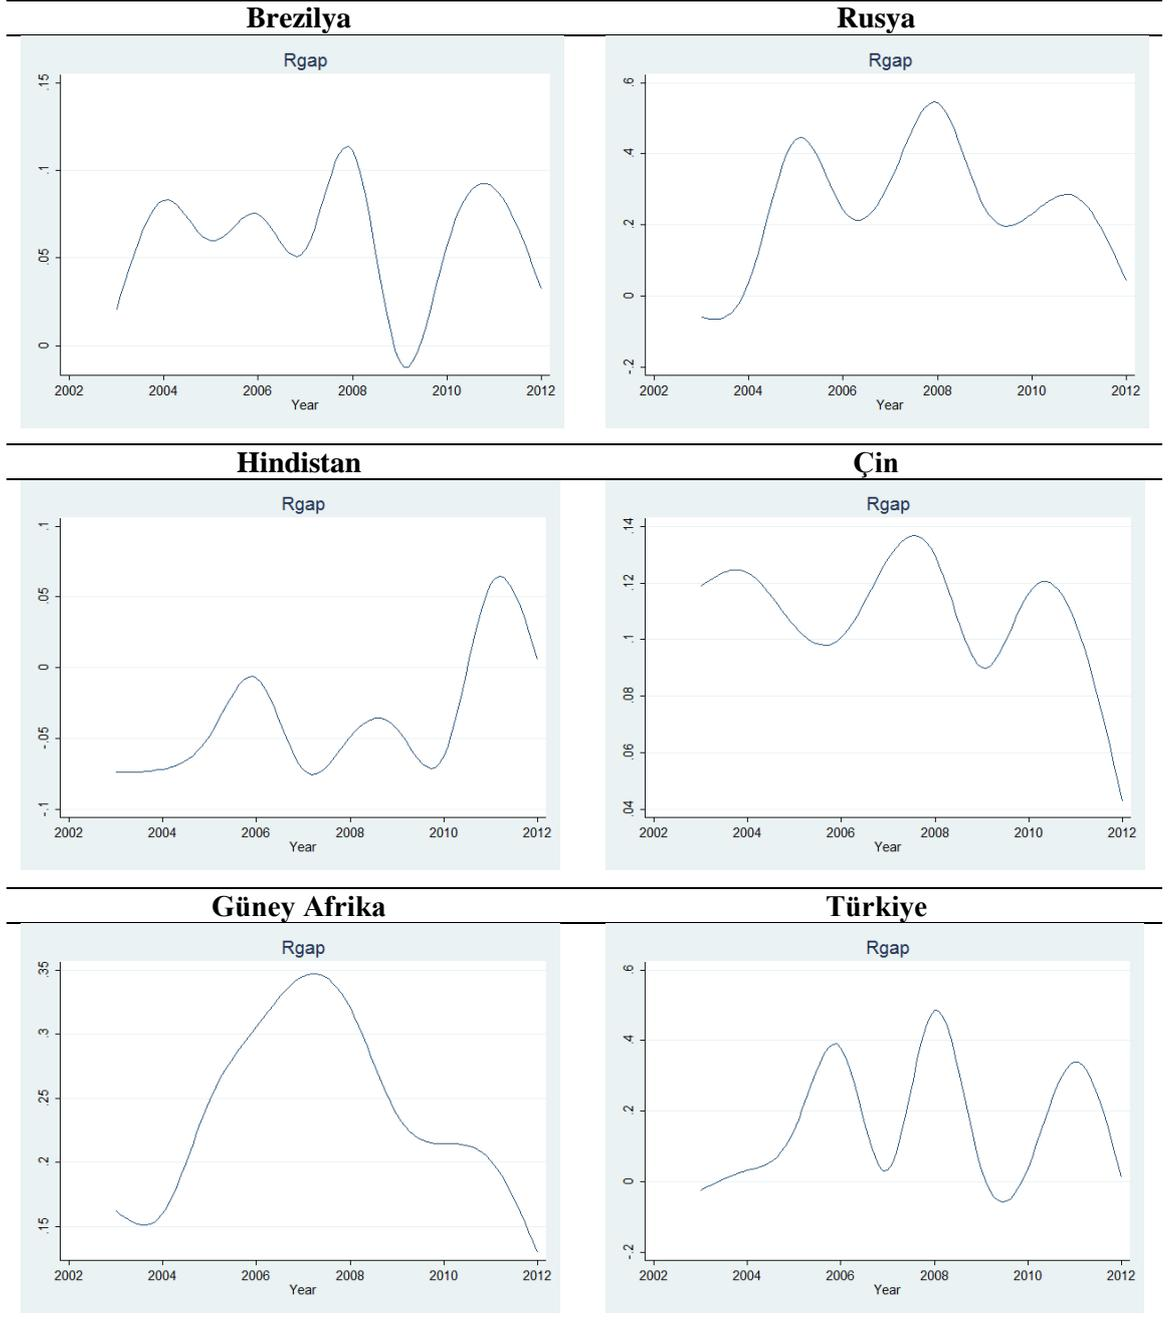 Brezilya
Rusya
Rgap
.15
.1
.05
0
2002 2004 2006 2008 2010 2012
Year
Rgap
.6
.4
.2
0
-.2
2002 2004 2006 2008 2010 2012
Year
Hindistan
Çin
Rgap
.1
.05
0
-.05
-.1
2002 2004 2006 2008 2010 2012
Year
Rgap
.14
.12
.1
.08
.06
.04
2002 2004 2006 2008 2010 2012
Year
Güney Afrika
Türkiye
Rgap
.35
.3
.25
.2
.15
2002 2004 2006 2008 2010 2012
Year
Rgap
.6
.4
.2
0
-.2
2002 2004 2006 2008 2010 2012
Year